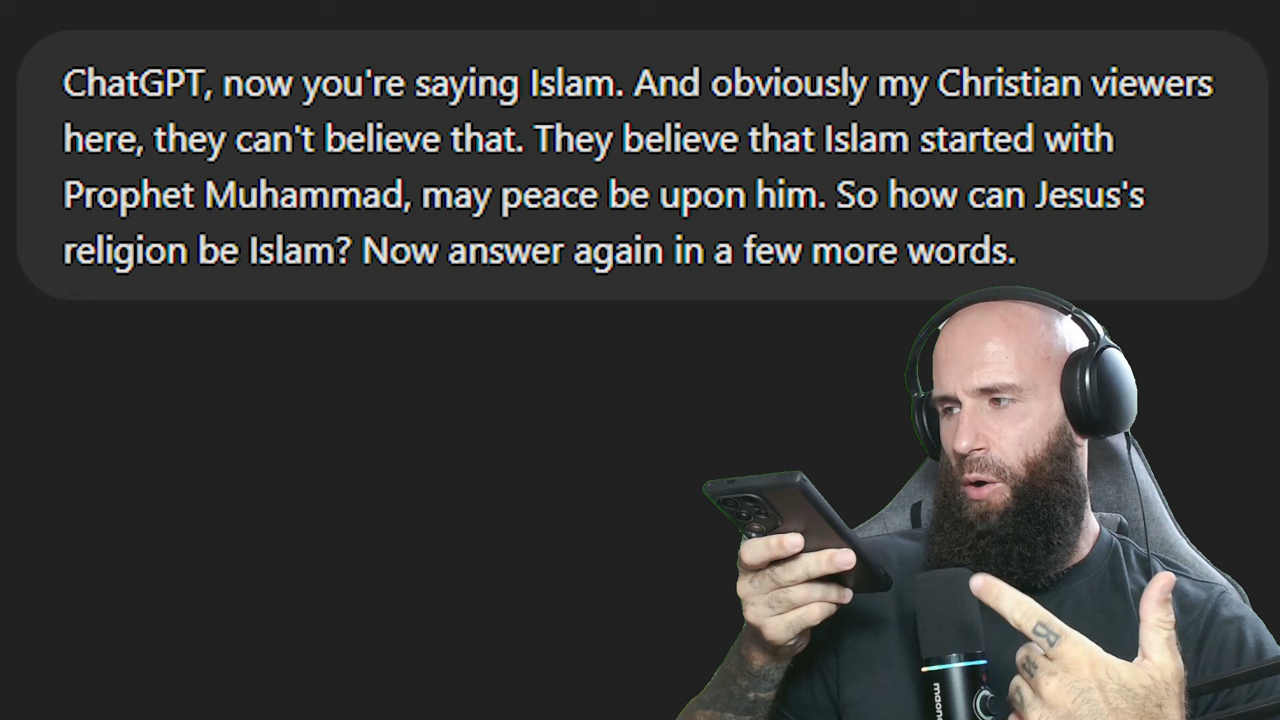 ChatGPT, now you're saying Islam. And obviously my Christian viewers
here, they can't believe that. They believe that Islam started with
Prophet Muhammad, may peace be upon him. So how can Jesus's
religion be Islam? Now answer again in a few more words.
maono